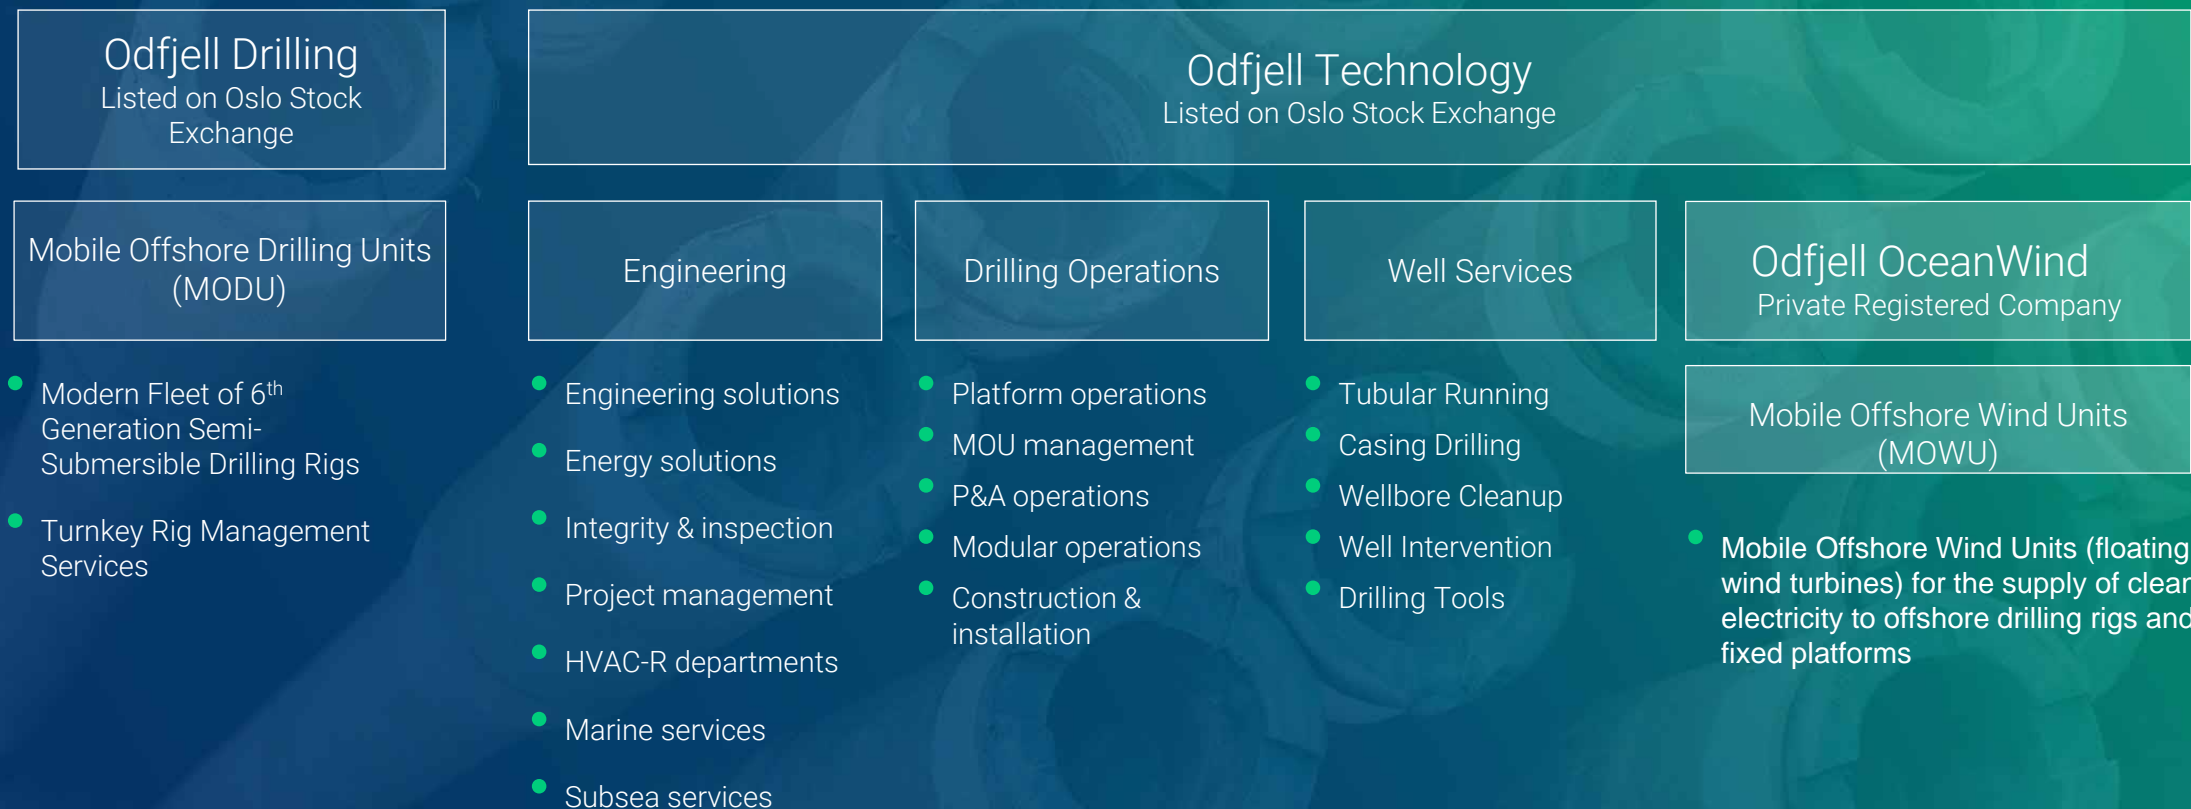 Odfjell Drilling
Listed on Oslo Stock
Exchange
Odfjell Technology
Listed on Oslo Stock Exchange
Mobile Offshore Drilling Units
(MODU)
Engineering
Drilling Operations
Well Services
Odfjell OceanWind
Private Registered Company
Modern Fleet of 6th
Generation Semi-
Submersible Drilling Rigs
Turnkey Rig Management
Services
Engineering solutions
Energy solutions
Integrity & inspection
Project management
HVAC-R departments
Marine services
Subsea services
Platform operations
MOU management
P&A operations
Modular operations
Construction &
installation
Tubular Running
Casing Drilling
Wellbore Cleanup
Well Intervention
Drilling Tools
Mobile Offshore Wind Units
(MOWU)
Mobile Offshore Wind Units (floating
wind turbines) for the supply of clean
electricity to offshore drilling rigs and
fixed platforms